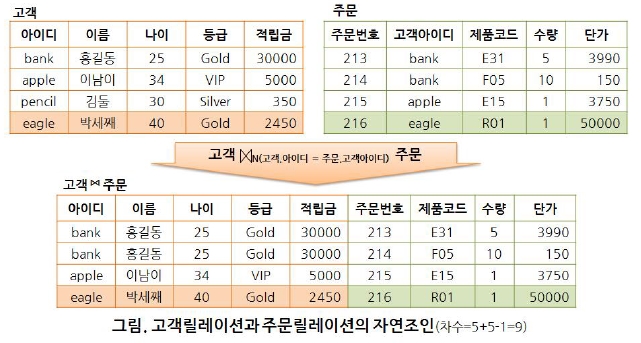 고객
아이디 이름 나이 등급 적립금
bank 홍길동 25 Gold 30000
apple 이남이 34 VIP 5000
pencil 김둘 30 Silver 350
eagle 박세째 40 Gold 2450
주문
주문번호 고객아이디 제품코드 수량 단가
213 bank E31 5 3990
214 bank F05 10 150
215 apple E15 1 3750
216 eagle R01 1 50000
고객 ⋈N(고객.아이디 = 주문.고객아이디) 주문
고객 ⋈ 주문
아이디 이름 나이 등급 적립금 주문번호 제품코드 수량 단가
bank 홍길동 25 Gold 30000 213 E31 5 3990
bank 홍길동 25 Gold 30000 214 F05 10 150
apple 이남이 34 VIP 5000 215 E15 1 3750
eagle 박세째 40 Gold 2450 216 R01 1 50000
그림. 고객릴레이션과 주문릴레이션의 자연조인(차수=5+5-1=9)